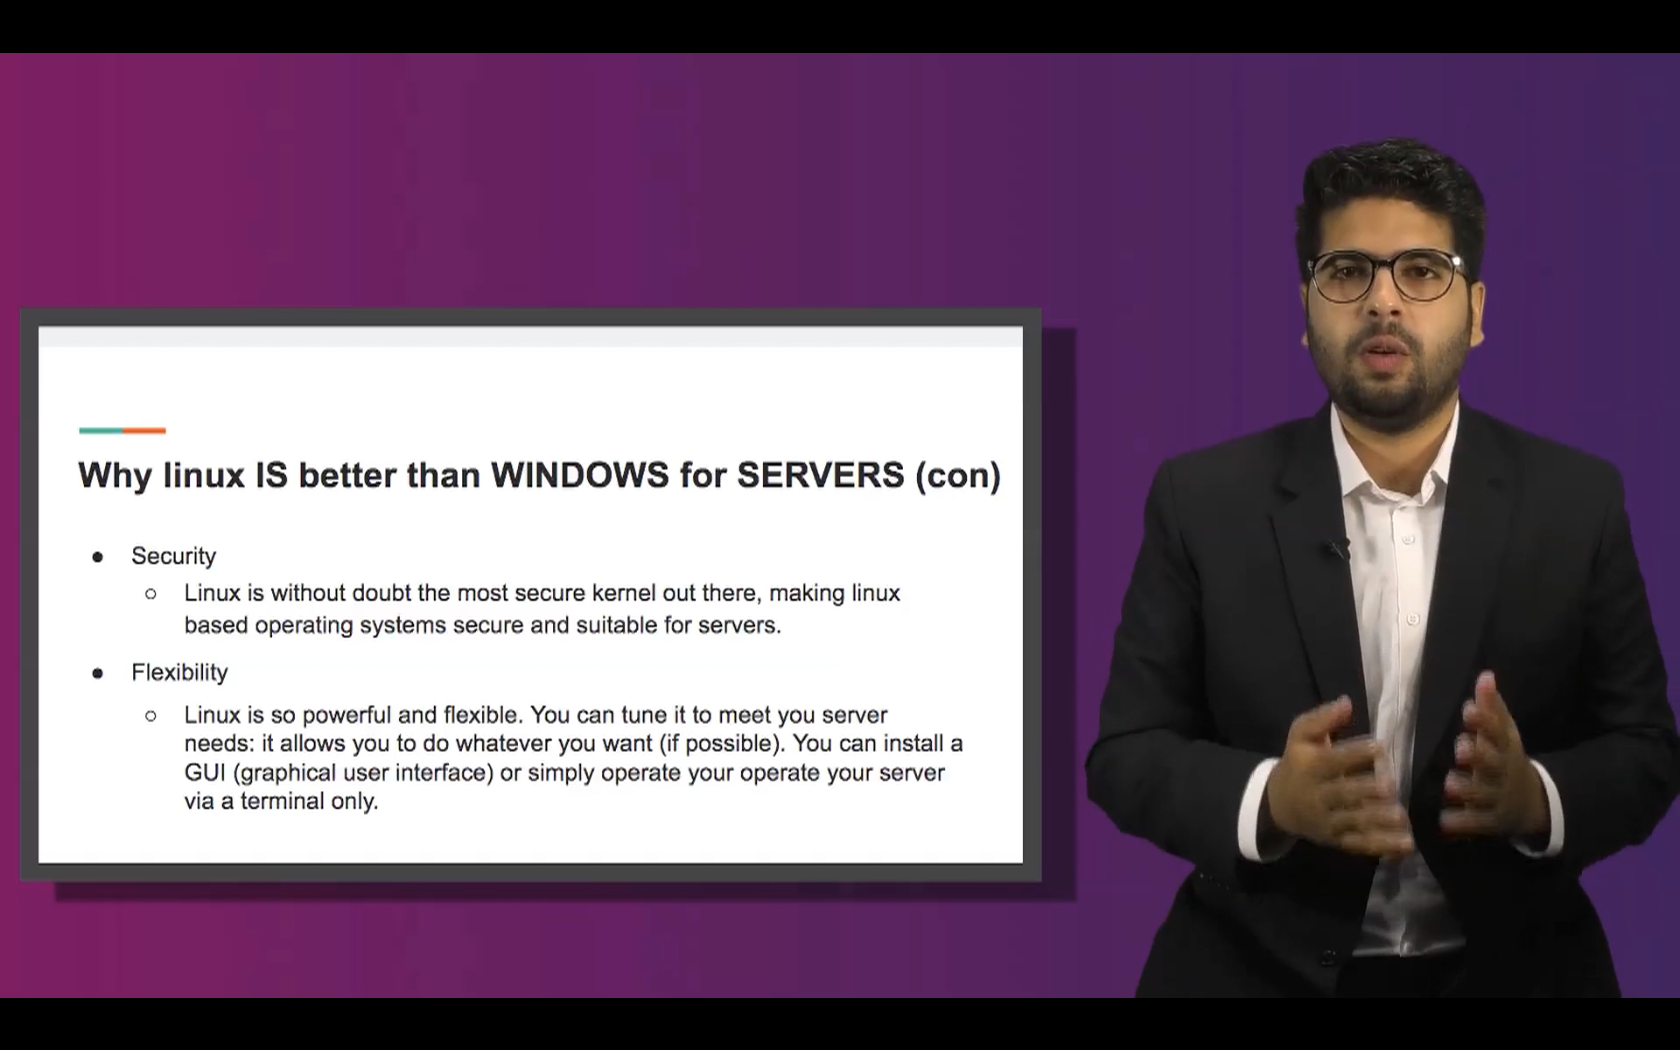 Why linux IS better than WINDOWS for SERVERS (con)
● Security
○ Linux is without doubt the most secure kernel out there, making linux
based operating systems secure and suitable for servers.
● Flexibility
○ Linux is so powerful and flexible. You can tune it to meet you server
needs: it allows you to do whatever you want (if possible). You can install a
GUI (graphical user interface) or simply operate your operate your server
via a terminal only.